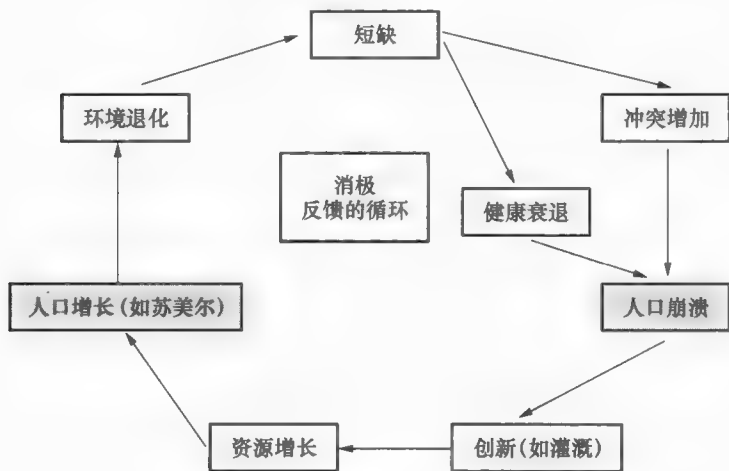 短缺
环境退化
冲突增加
消极
反馈的循环
健康衰退
人口增长(如苏美尔)
人口崩溃
资源增长
创新(如灌溉)